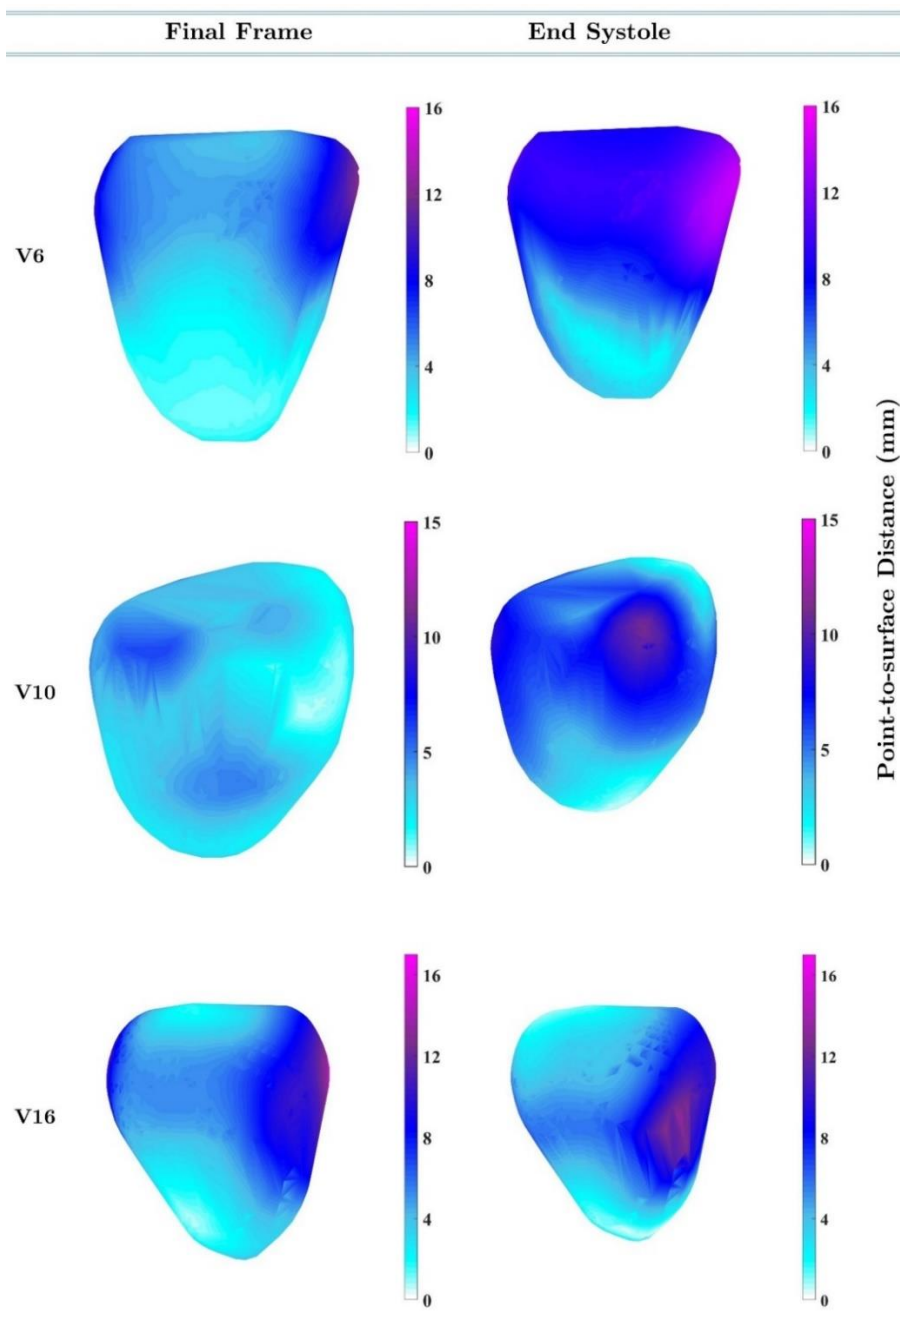 Final Frame End Systole
V6
16 16
12 12
8 8
4 4
0 0
V10
15 15
10 10
5 5
0 0
V16
16 16
12 12
8 8
4 4
0 0
Point-to-surface Distance (mm)